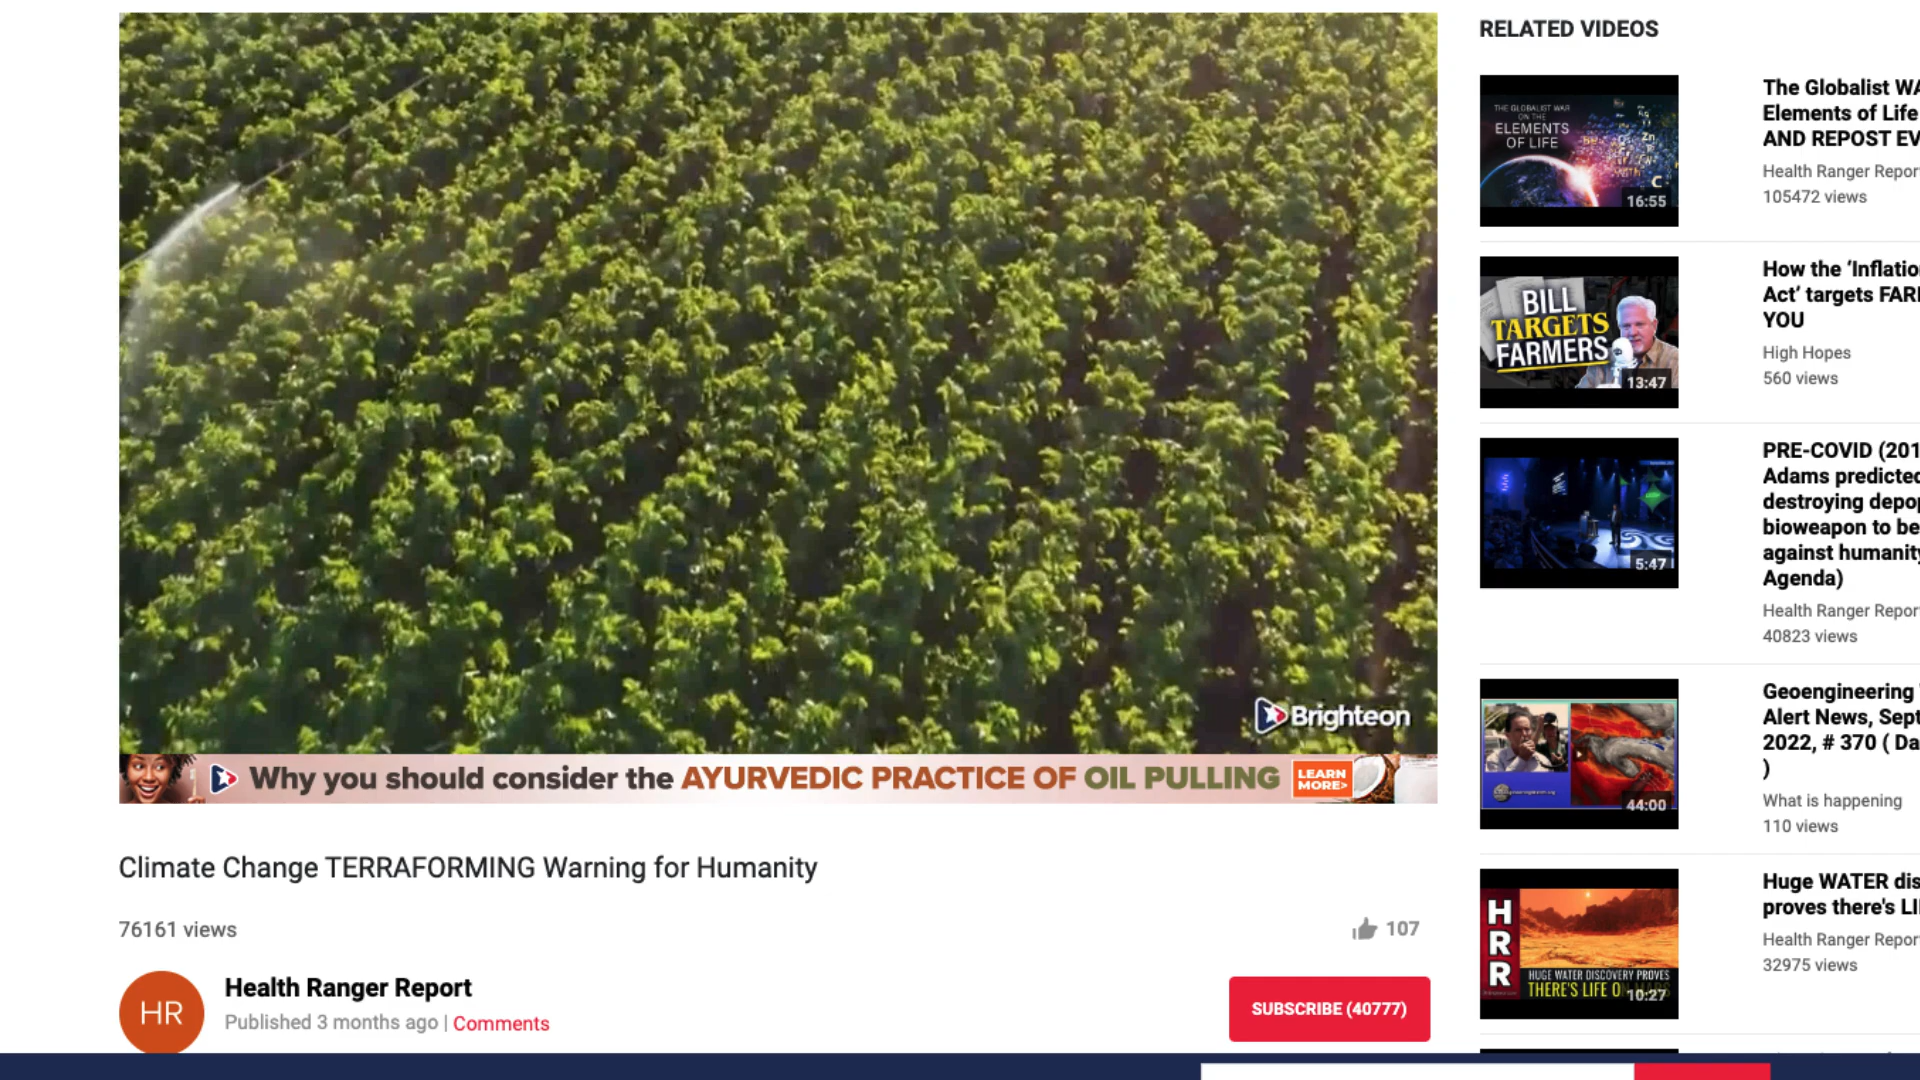 Brighteon
Why you should consider the AYURVEDIC PRACTICE OF OIL PULLING
LEARN
MORE>
Climate Change TERRAFORMING Warning for Humanity
76161 views
107
HR
Health Ranger Report
Published 3 months ago | Comments
SUBSCRIBE (40777)
RELATED VIDEOS
THE GLOBALIST WAR
ON THE
ELEMENTS
OF LIFE
Zn
C
16:55
The Globalist WA
Elements of Life
AND REPOST EV
Health Ranger Repor
105472 views
BILL
TARGETS
FARMERS
13:47
How the ‘Inflatio
Act’ targets FAR
YOU
High Hopes
560 views
5:47
PRE-COVID (201
Adams predicted
destroying depop
bioweapon to be
against humanity
Agenda)
Health Ranger Repor
40823 views
44:00
Geoengineering
Alert News, Sept
2022, # 370 ( Da
)
What is happening
110 views
HRR
HUGE WATER DISCOVERY PROVES
THERE'S LIFE ON MARS
10:27
Huge WATER dis
proves there's LI
Health Ranger Repor
32975 views